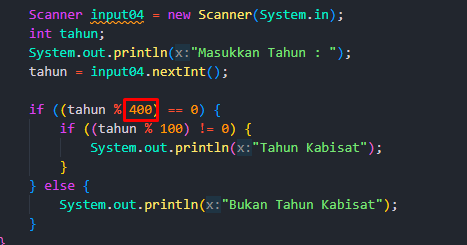 Scanner input04 = new Scanner(System.in);
int tahun;
System.out.println(x:"Masukkan Tahun : ");
tahun = input04.nextInt();
if ((tahun % 400) == 0) {
if ((tahun % 100) != 0) {
System.out.println(x:"Tahun Kabisat");
}
} else {
System.out.println(x:"Bukan Tahun Kabisat");
}
}